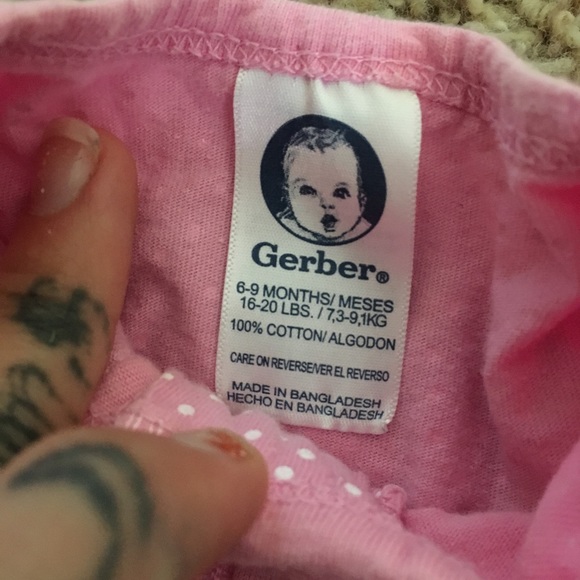 Gerber®
6-9 MONTHS/ MESES
16-20 LBS. / 7,3-9,1KG
100% COTTON/ ALGODON
CARE ON REVERSE/VER EL REVERSO
MADE IN BANGLADESH
HECHO EN BANGLADESH